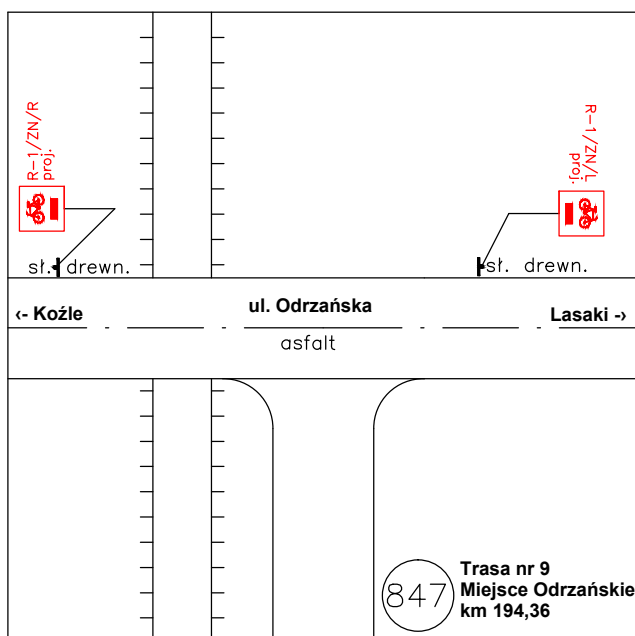 R-1/ZN/R
proj.
R-1/ZN/L
proj.
sł. drewn.
sł. drewn.
<- Koźle
ul. Odrzańska
Lasaki ->
asfalt
847
Trasa nr 9
Miejsce Odrzańskie
km 194,36